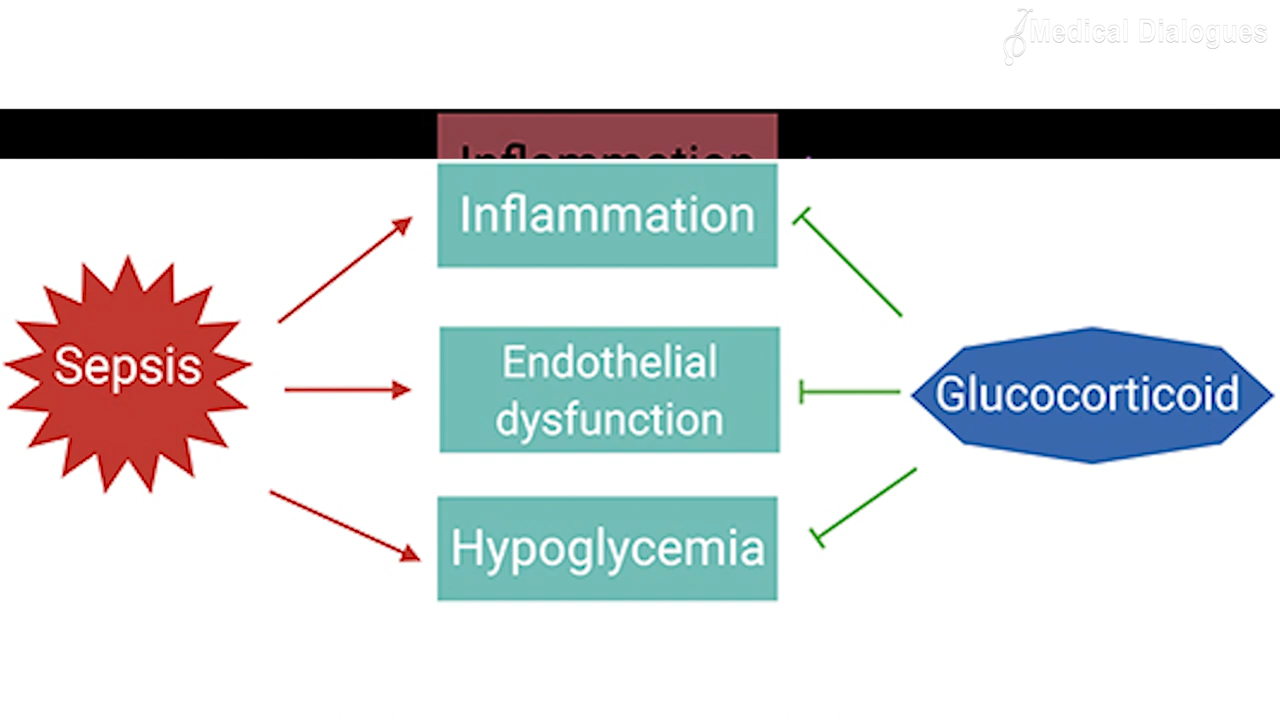 Medical Dialogues
Inflammation
Sepsis
Endothelial
dysfunction
Glucocorticoid
Hypoglycemia